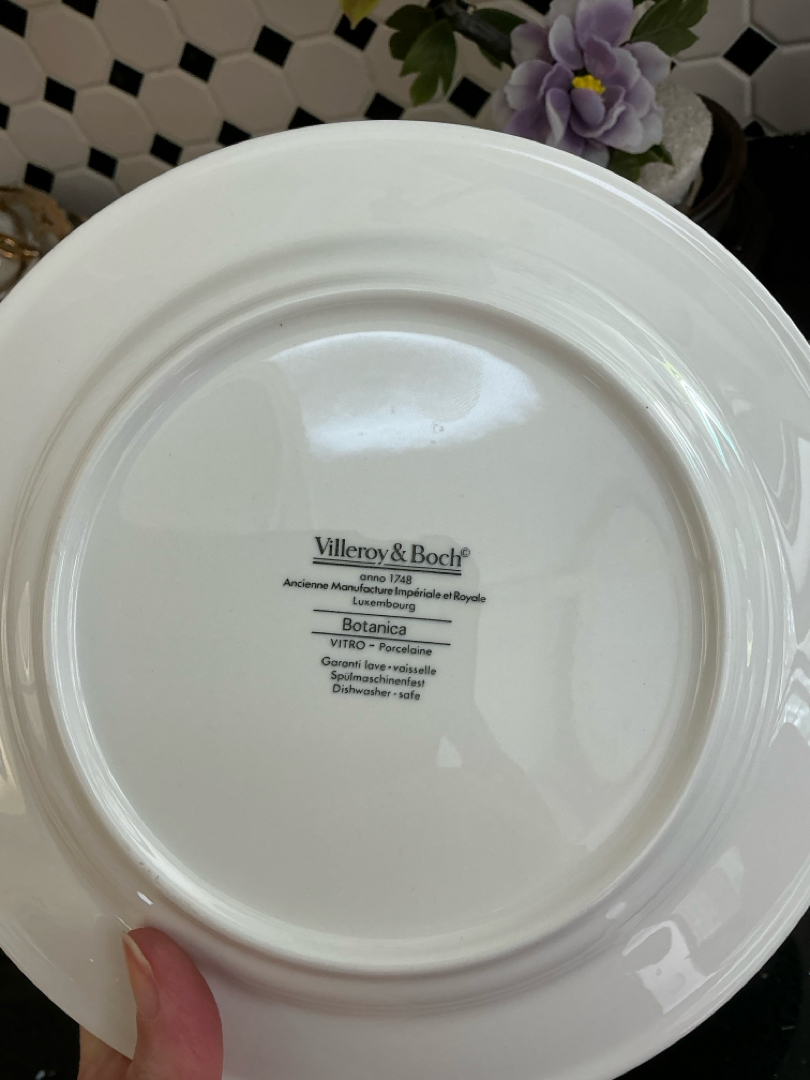 Villeroy & Boch©
anno 1748
Ancienne Manufacture Impériale et Royale
Luxembourg
Botanica
VITRO - Porcelaine
Garanti lave-vaisselle
Spülmaschinenfest
Dishwasher-safe